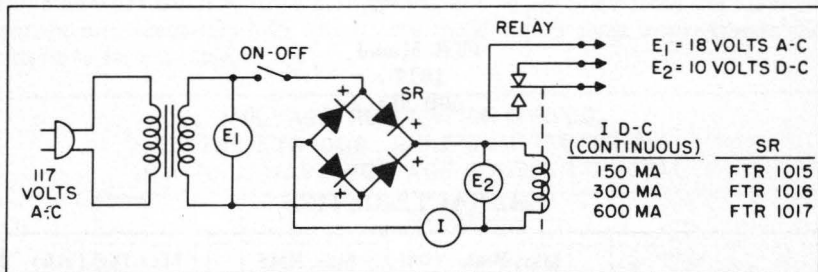 RELAY
ON-OFF
E₁ = 18 VOLTS A-C
E₂ = 10 VOLTS D-C
+
SR
+
E₁
+
+
117
VOLTS
A-C
E₂
I
I D-C
(CONTINUOUS) SR
150 MA FTR 1015
300 MA FTR 1016
600 MA FTR 1017